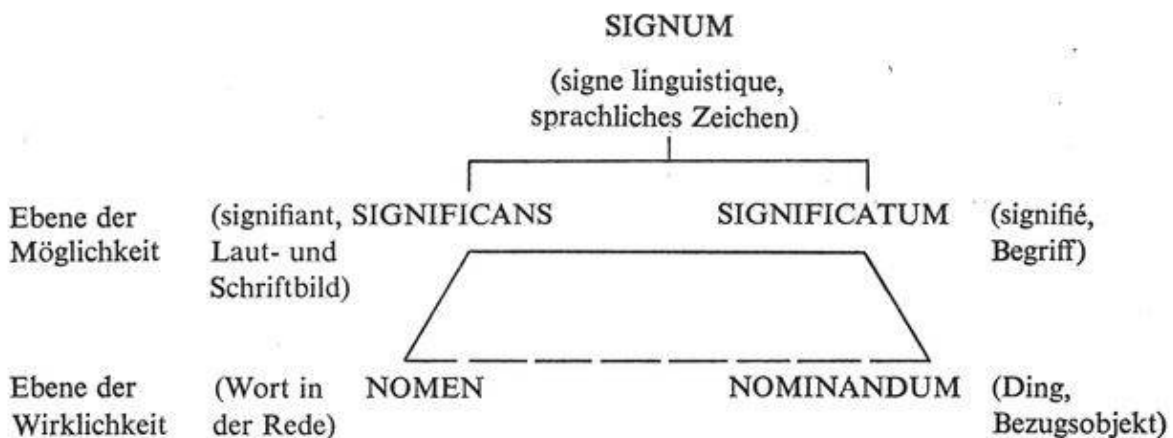 SIGNUM
(signe linguistique,
sprachliches Zeichen)
Ebene der (signifiant, SIGNIFICANS SIGNIFICATUM (signifié,
Möglichkeit Laut- und Begriff)
Schriftbild)
Ebene der (Wort in NOMEN NOMINANDUM (Ding,
Wirklichkeit der Rede) Bezugsobjekt)